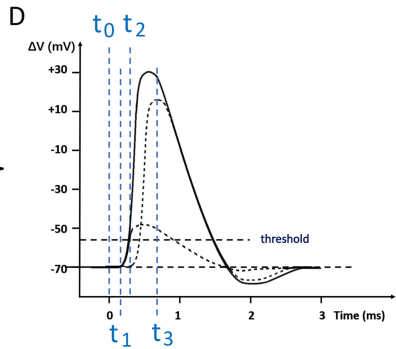 D
t0 t2
ΔV (mV)
+30
+10
-10
-30
-50
threshold
-70
0 1 2 3 Time (ms)
t1 t3